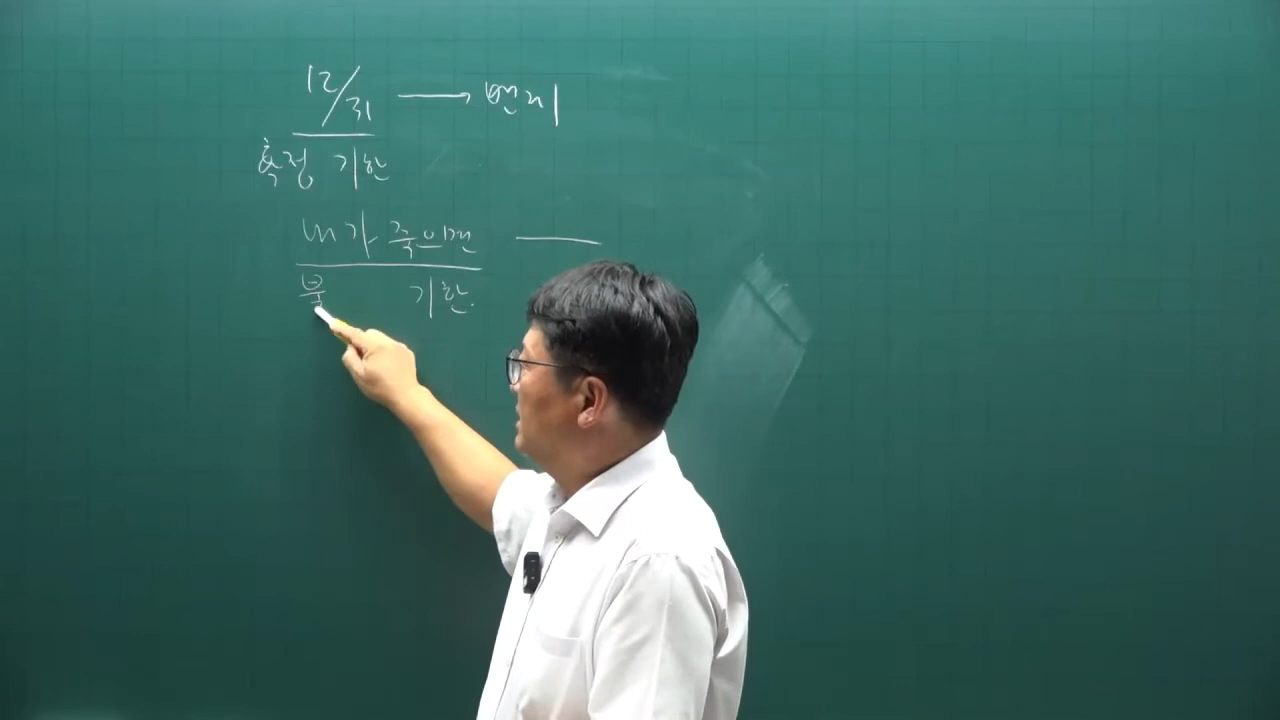 12/31 → 변제
확정 기한
내가 죽으면 —
불 기한